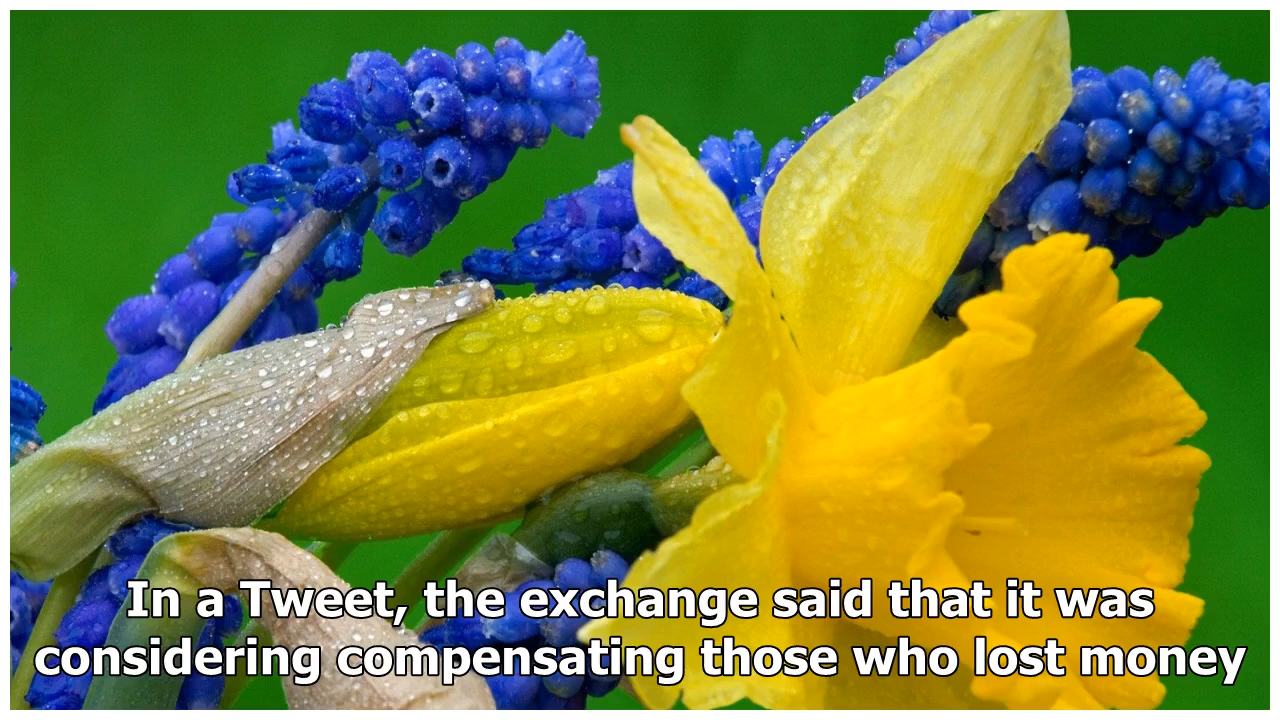 In a Tweet, the exchange said that it was
considering compensating those who lost money